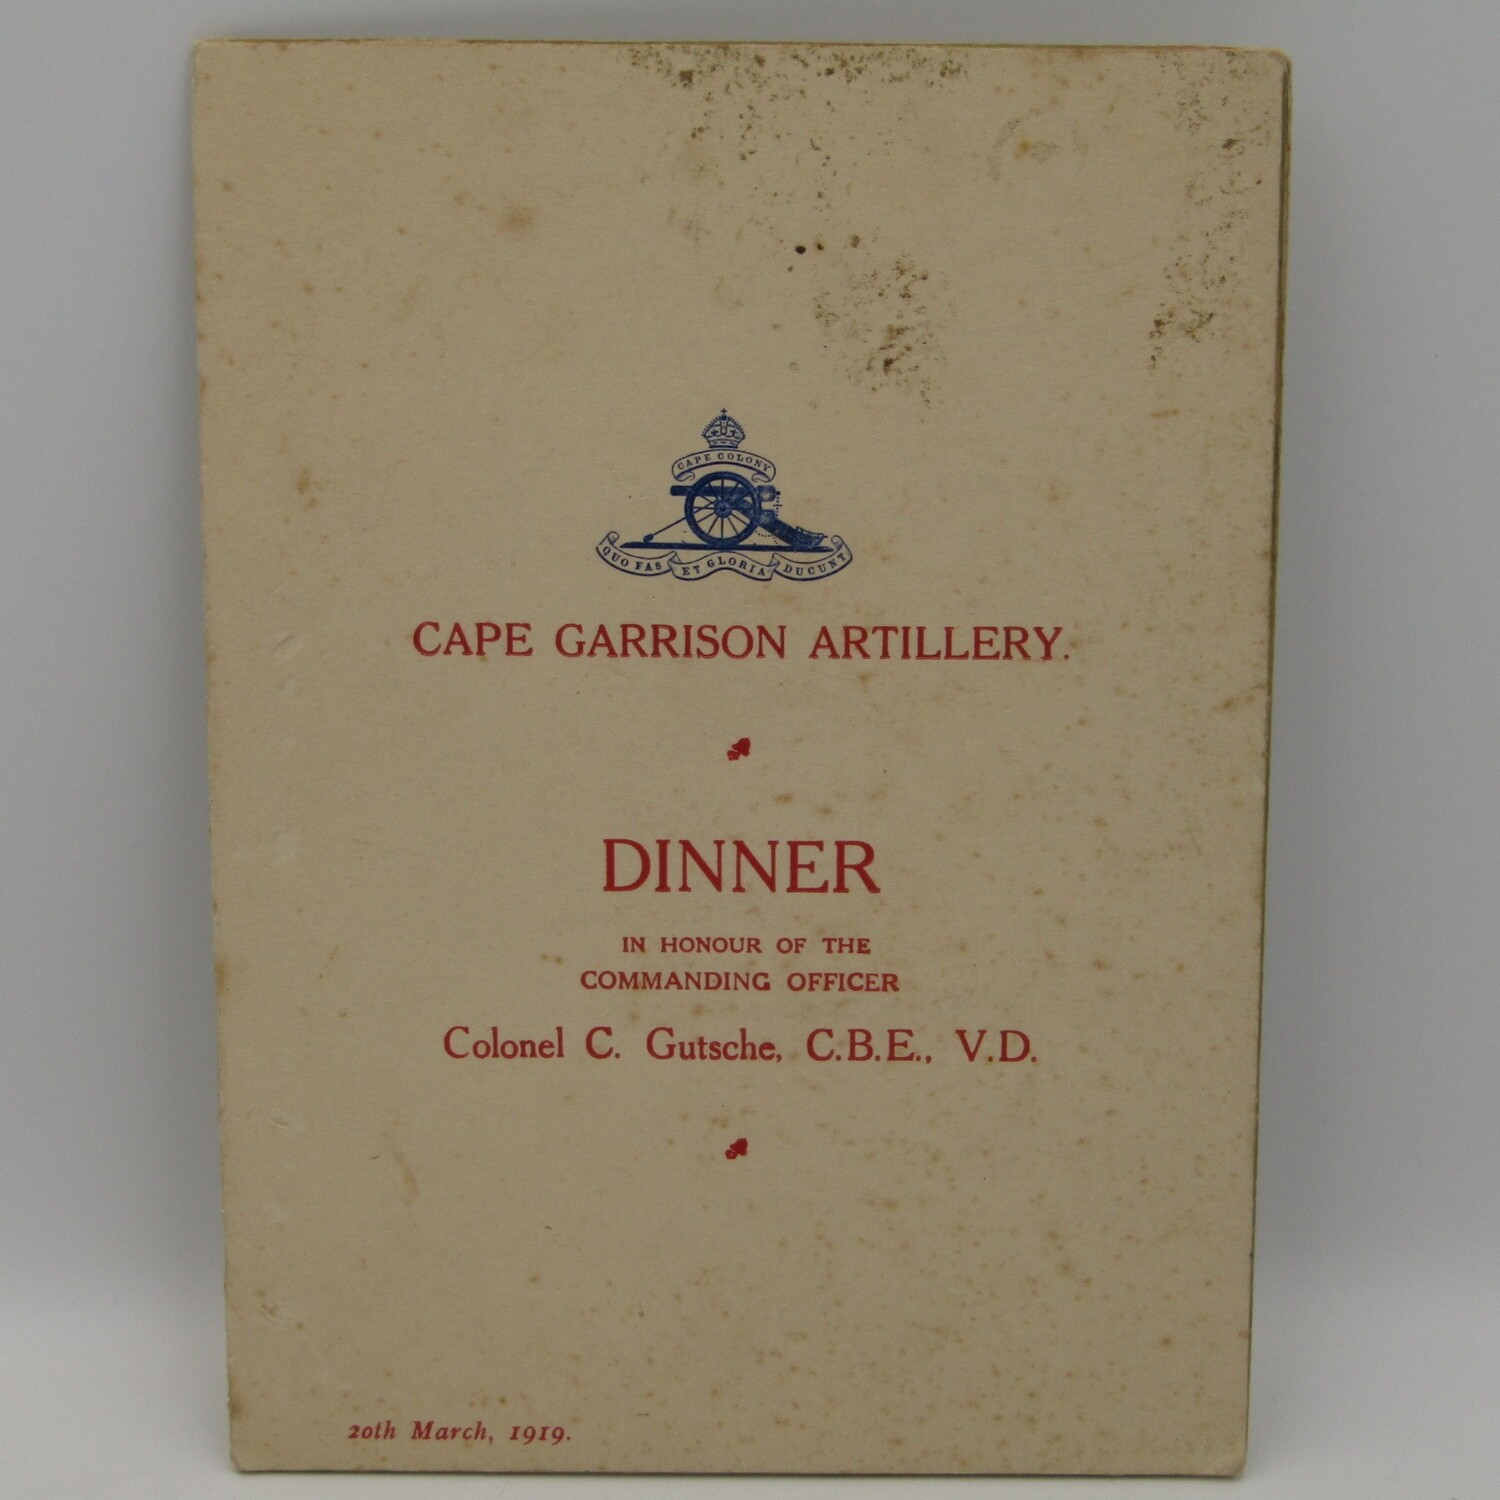 CAPE COLONY
QUO FAS ET GLORIA DUCUNT
CAPE GARRISON ARTILLERY.
DINNER
IN HONOUR OF THE
COMMANDING OFFICER
Colonel C. Gutsche, C.B.E., V.D.
20th March, 1919.